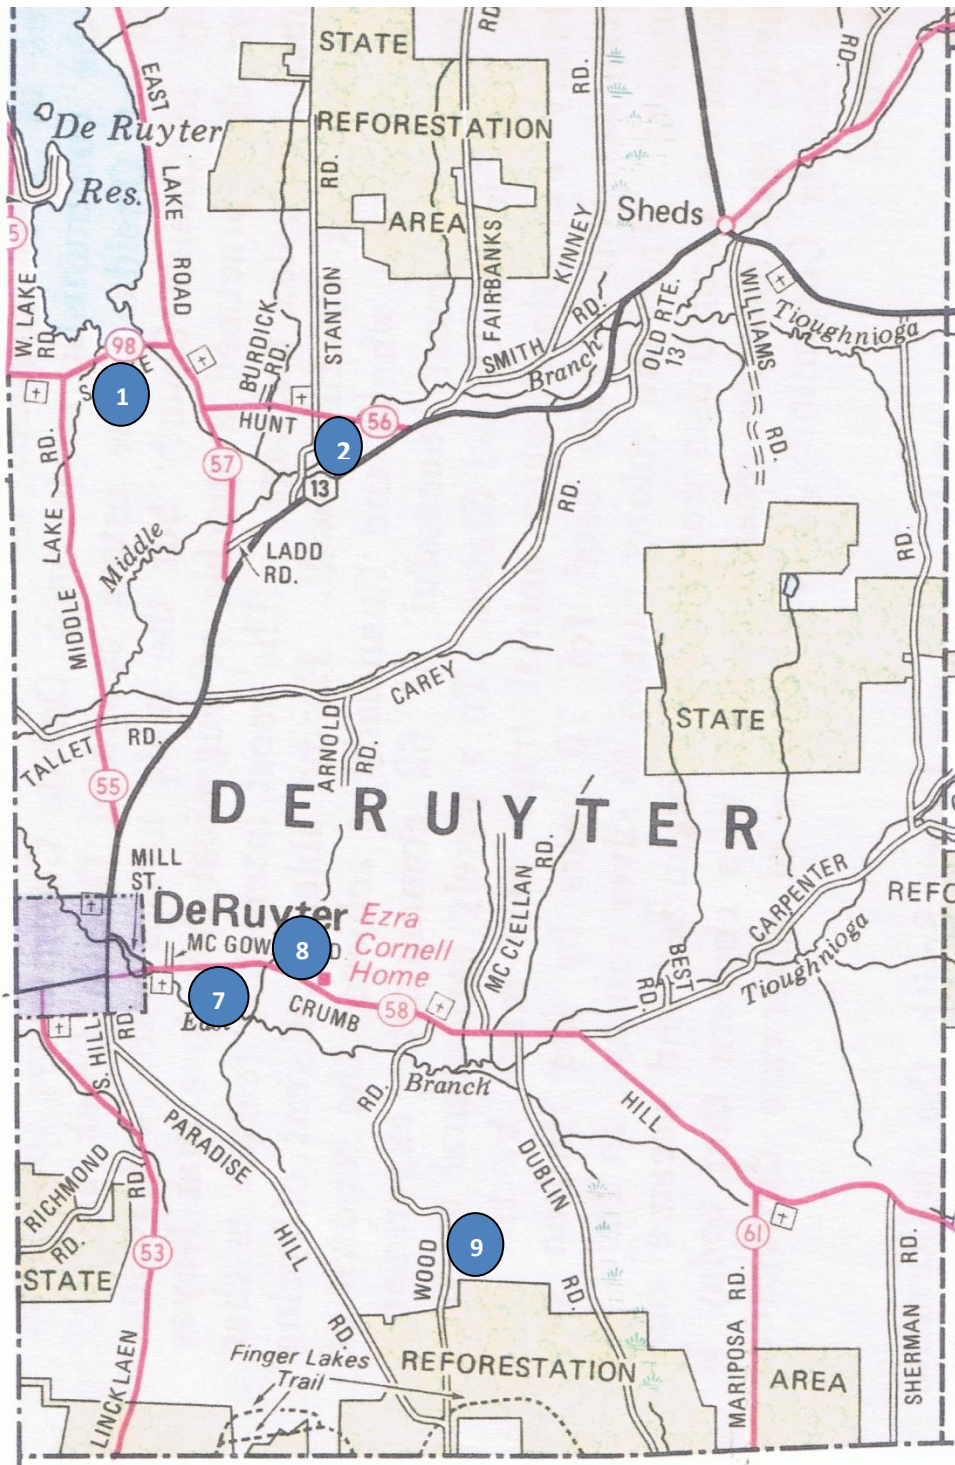 STATE
REFORESTATION
AREA
RD.
RD.
RD.
RD.
EAST
LAKE
ROAD
De Ruyter
Res.
Sheds
5
W. LAKE
RD.
98
1
BURDICK
RD.
STANTON
FAIRBANKS
KINNEY
SMITH
RD.
Branch
OLD RTE.
13
WILLIAMS
RD.
Tioughnioga
HUNT
56
2
57
13
LADD
RD.
Middle
MIDDLE
LAKE
RD.
CAREY
RD.
RD.
STATE
TALLET
RD.
ARNOLD
RD.
55
DERUYTER
MILL
ST.
DeRuyter
Ezra
Cornell
Home
MC GOW
D.
8
7
East
CRUMB
58
MC CLELLAN
RD.
BEST
RD.
CARPENTER
Tioughnioga
REFO
S. HILL
RD.
Branch
RD.
HILL
PARADISE
HILL
RD.
DUBLIN
RD.
RICHMOND
RD.
RD.
STATE
53
LINCKLAEN
WOOD
9
61
MARIPOSA
RD.
SHERMAN
RD.
Finger Lakes
Trail
REFORESTATION
AREA